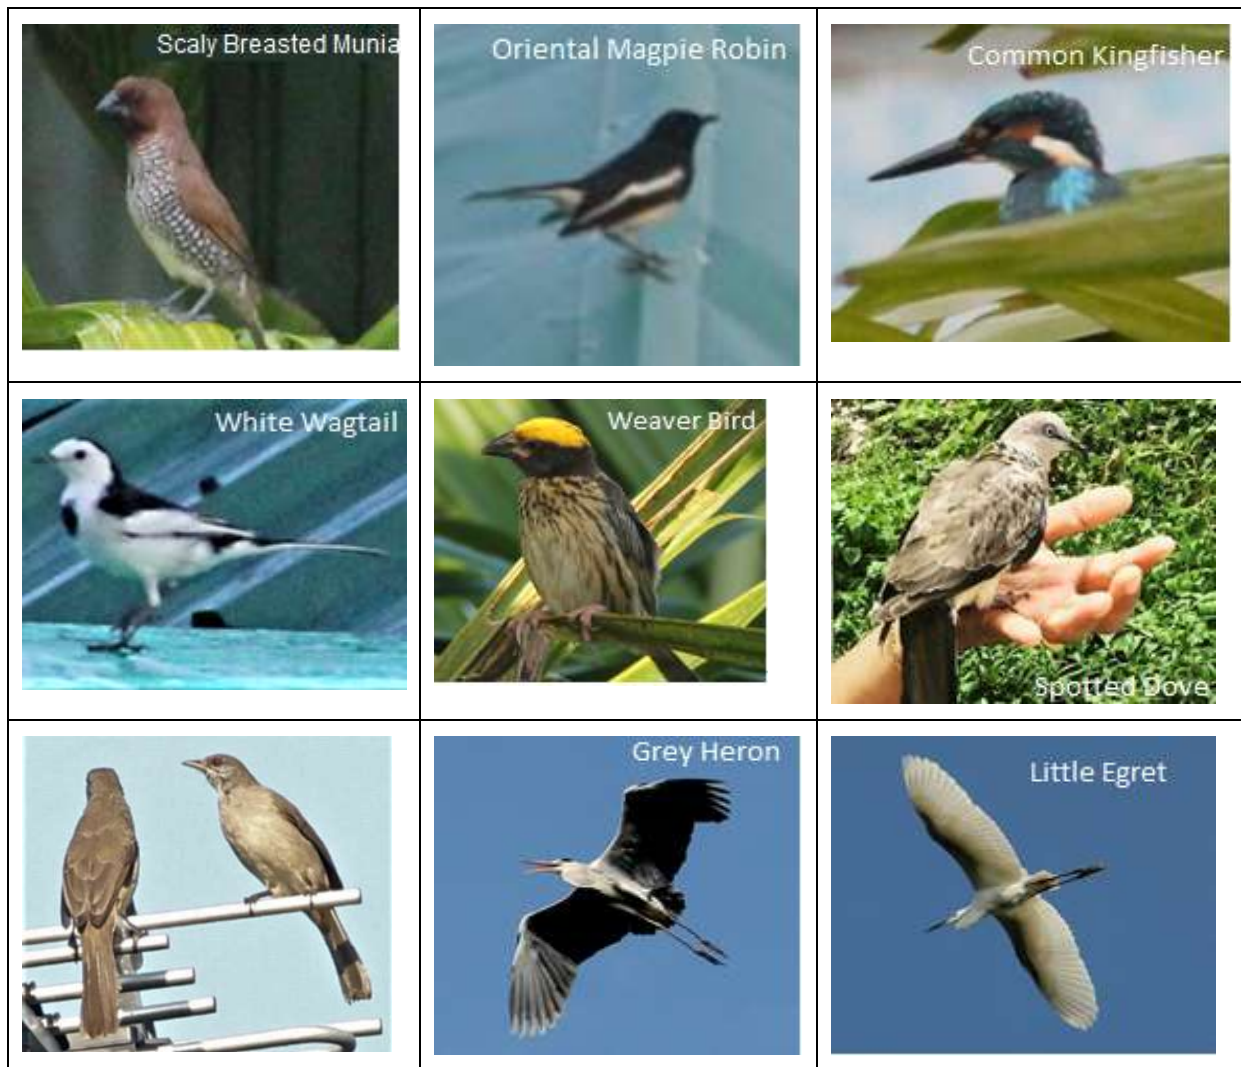 Scaly Breasted Munia
Oriental Magpie Robin
Common Kingfisher
White Wagtail
Weaver Bird
Spotted Dove
Grey Heron
Little Egret